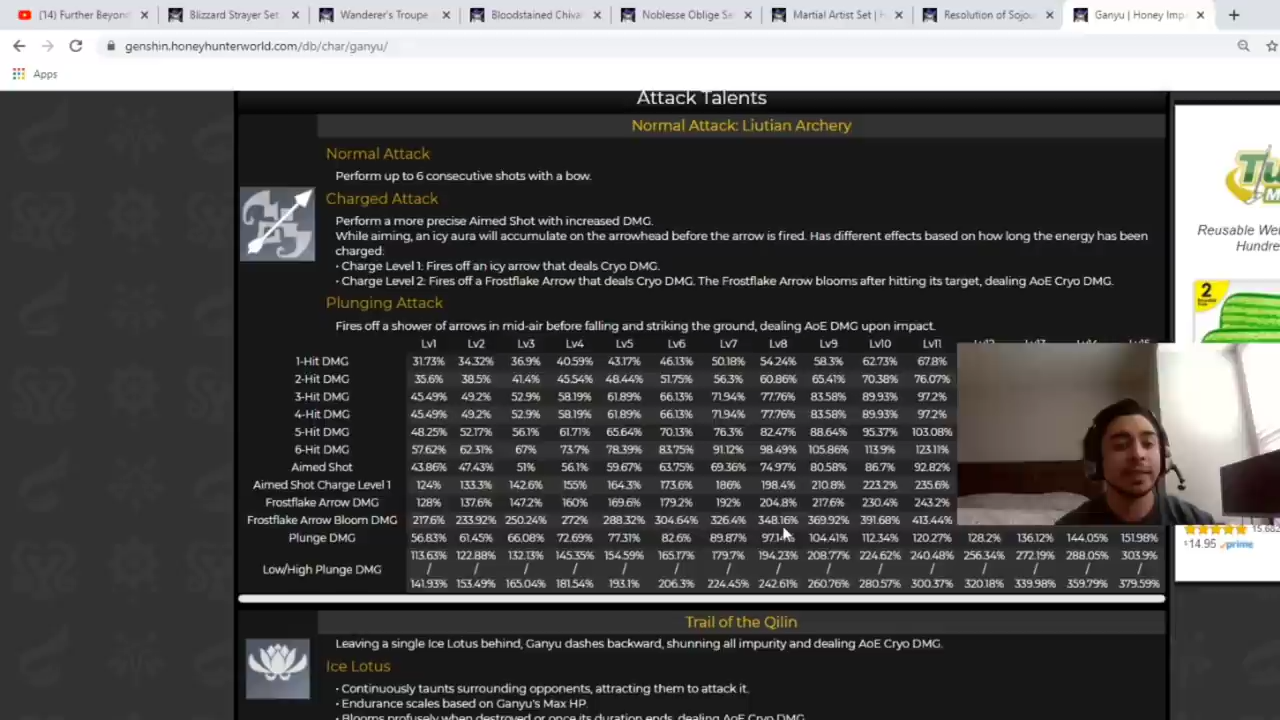 (14) Further Beyon
Blizzard Strayer Set
Wanderer's Troupe
Bloodstained Chiva
Noblesse Oblige Se
Martial Artist Set | H
Resolution of Sojou
Ganyu | Honey Imp
genshin.honeyhunterworld.com/db/char/ganyu/
Apps
Attack Talents
Normal Attack: Liutian Archery
Normal Attack
Perform up to 6 consecutive shots with a bow.
Charged Attack
Perform a more precise Aimed Shot with increased DMG.
While aiming, an icy aura will accumulate on the arrowhead before the arrow is fired. Has different effects based on how long the energy has been
charged:
• Charge Level 1: Fires off an icy arrow that deals Cryo DMG.
• Charge Level 2: Fires off a Frostflake Arrow that deals Cryo DMG. The Frostflake Arrow blooms after hitting its target, dealing AoE Cryo DMG.
Plunging Attack
Fires off a shower of arrows in mid-air before falling and striking the ground, dealing AoE DMG upon impact.
Lv1 Lv2 Lv3 Lv4 Lv5 Lv6 Lv7 Lv8 Lv9 Lv10 Lv11
1-Hit DMG 31.73% 34.32% 36.9% 40.59% 43.17% 46.13% 50.18% 54.24% 58.3% 62.73% 67.8%
2-Hit DMG 35.6% 38.5% 41.4% 45.54% 48.44% 51.75% 56.3% 60.86% 65.41% 70.38% 76.07%
3-Hit DMG 45.49% 49.2% 52.9% 58.19% 61.89% 66.13% 71.94% 77.76% 83.58% 89.93% 97.2%
4-Hit DMG 45.49% 49.2% 52.9% 58.19% 61.89% 66.13% 71.94% 77.76% 83.58% 89.93% 97.2%
5-Hit DMG 48.25% 52.17% 56.1% 61.71% 65.64% 70.13% 76.3% 82.47% 88.64% 95.37% 103.08%
6-Hit DMG 57.62% 62.31% 67% 73.7% 78.39% 83.75% 91.12% 98.49% 105.86% 113.9% 123.11%
Aimed Shot 43.86% 47.43% 51% 56.1% 59.67% 63.75% 69.36% 74.97% 80.58% 86.7% 92.82%
Aimed Shot Charge Level 1 124% 133.3% 142.6% 155% 164.3% 173.6% 186% 198.4% 210.8% 223.2% 235.6%
Frostflake Arrow DMG 128% 137.6% 147.2% 160% 169.6% 179.2% 192% 204.8% 217.6% 230.4% 243.2%
Frostflake Arrow Bloom DMG 217.6% 233.92% 250.24% 272% 288.32% 304.64% 326.4% 348.16% 369.92% 391.68% 413.44%
Plunge DMG 56.83% 61.45% 66.08% 72.69% 77.31% 82.6% 89.87% 97.14% 104.41% 112.34% 120.27% 128.2% 136.12% 144.05% 151.98%
113.63% 122.88% 132.13% 145.35% 154.59% 165.17% 179.7% 194.23% 208.77% 224.62% 240.48% 256.34% 272.19% 288.05% 303.9%
Low/High Plunge DMG / / / / / / / / / / / / / / /
141.93% 153.49% 165.04% 181.54% 193.1% 206.3% 224.45% 242.61% 260.76% 280.57% 300.37% 320.18% 339.98% 359.79% 379.59%
Trail of the Qilin
Leaving a single Ice Lotus behind, Ganyu dashes backward, shunning all impurity and dealing AoE Cryo DMG.
Ice Lotus
• Continuously taunts surrounding opponents, attracting them to attack it.
• Endurance scales based on Ganyu's Max HP.
• Blooms profusely when destroyed or once its duration ends, dealing AoE Cryo DMG.
Tu
M
Reusable We
Hundre
2
$14.95 prime